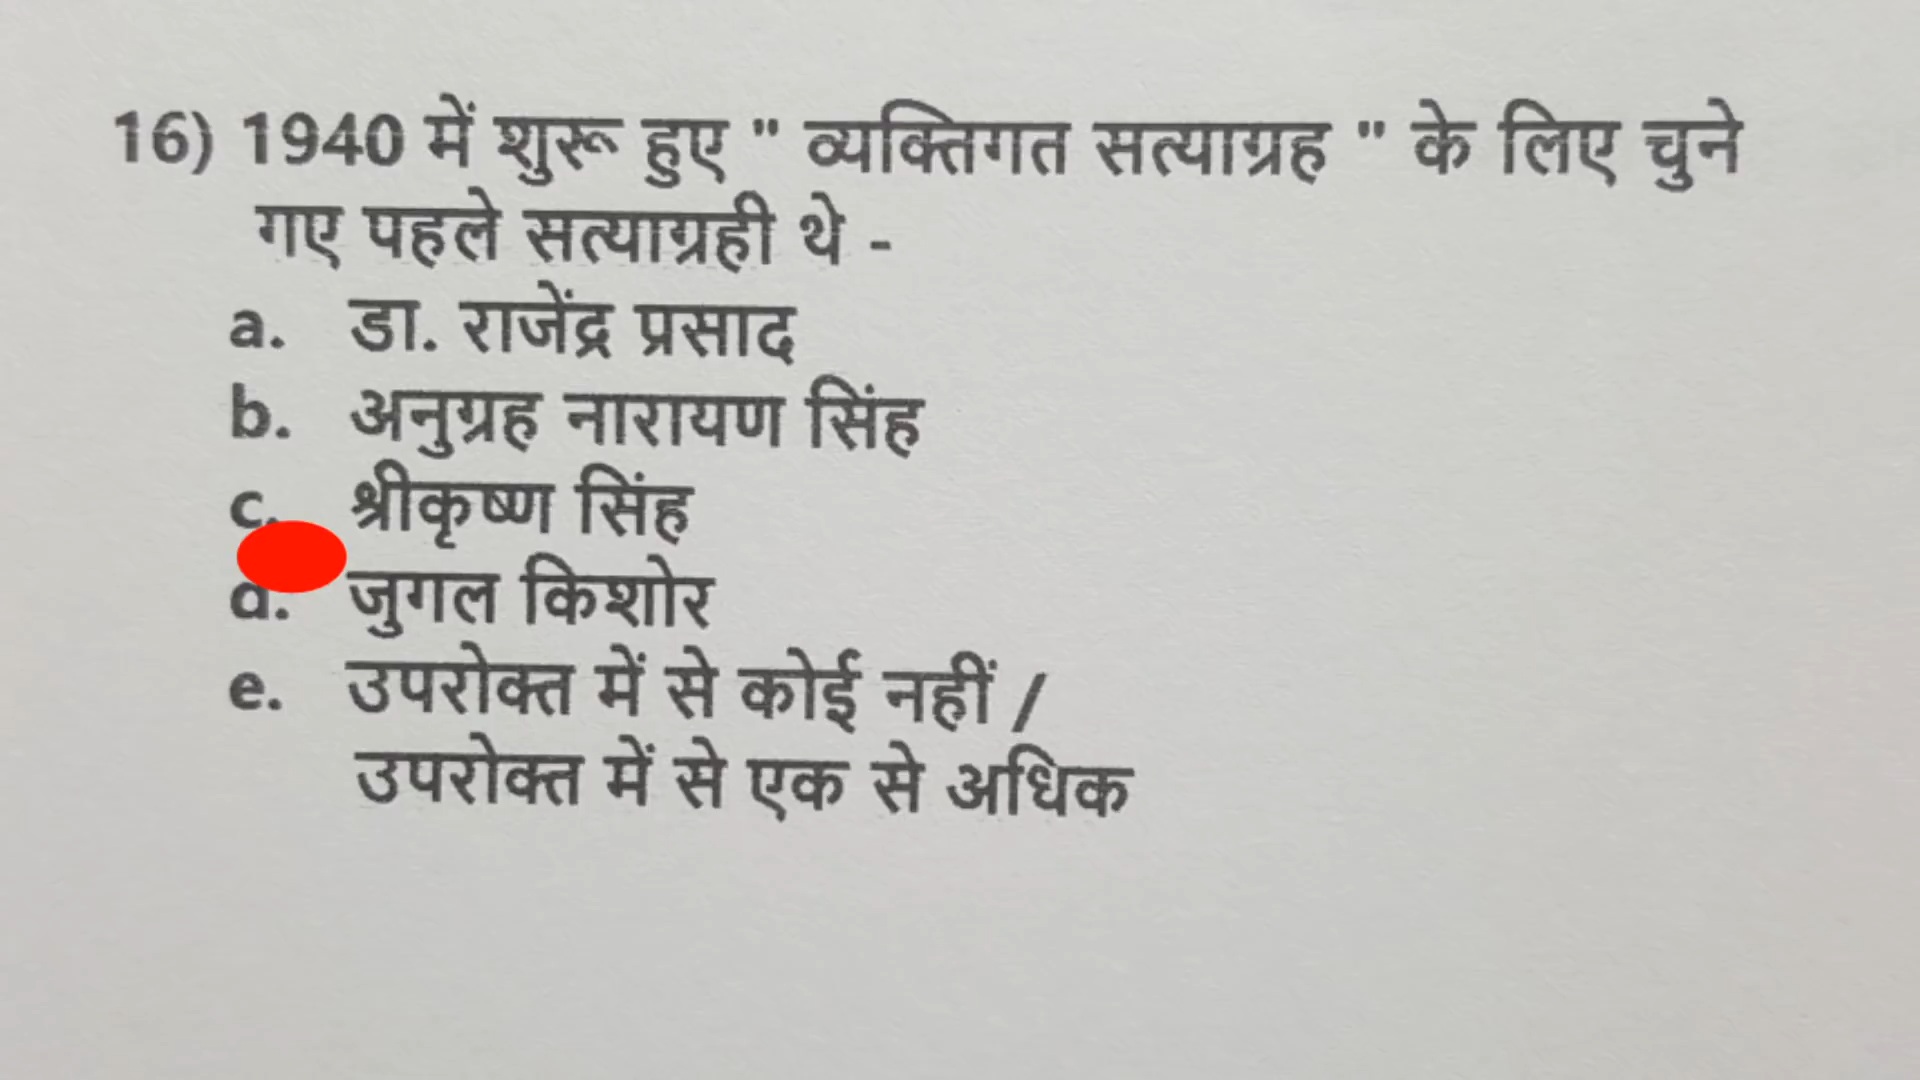 16) 1940 में शुरू हुए " व्यक्तिगत सत्याग्रह " के लिए चुने
गए पहले सत्याग्रही थे -
a. डा. राजेंद्र प्रसाद
b. अनुग्रह नारायण सिंह
c. श्रीकृष्ण सिंह
d. जुगल किशोर
e. उपरोक्त में से कोई नहीं /
उपरोक्त में से एक से अधिक